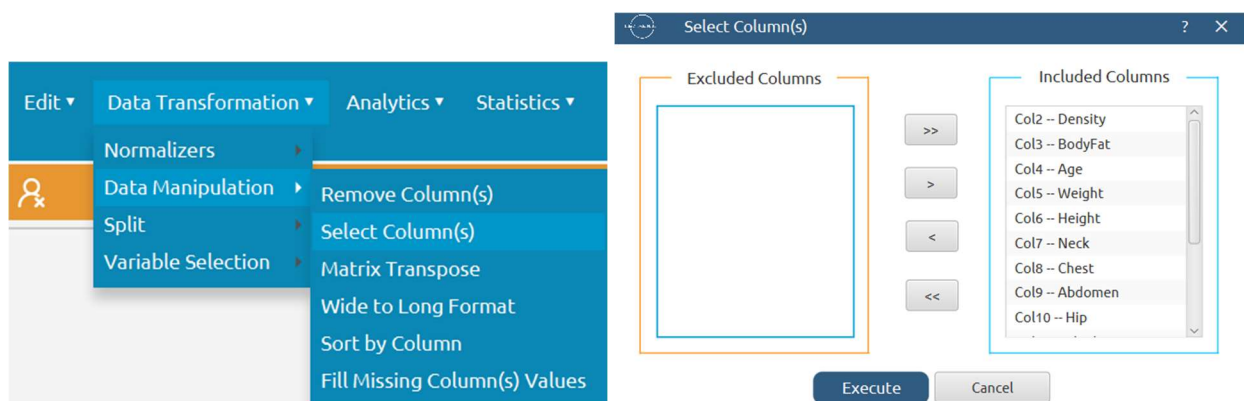 Edit ▾ Data Transformation ▾ Analytics ▾ Statistics ▾
Normalizers
Data Manipulation
Split
Variable Selection
Remove Column(s)
Select Column(s)
Matrix Transpose
Wide to Long Format
Sort by Column
Fill Missing Column(s) Values
Select Column(s) ? X
Excluded Columns
>>
>
<
<<
Included Columns
Col2 -- Density
Col3 -- BodyFat
Col4 -- Age
Col5 -- Weight
Col6 -- Height
Col7 -- Neck
Col8 -- Chest
Col9 -- Abdomen
Col10 -- Hip
Execute
Cancel